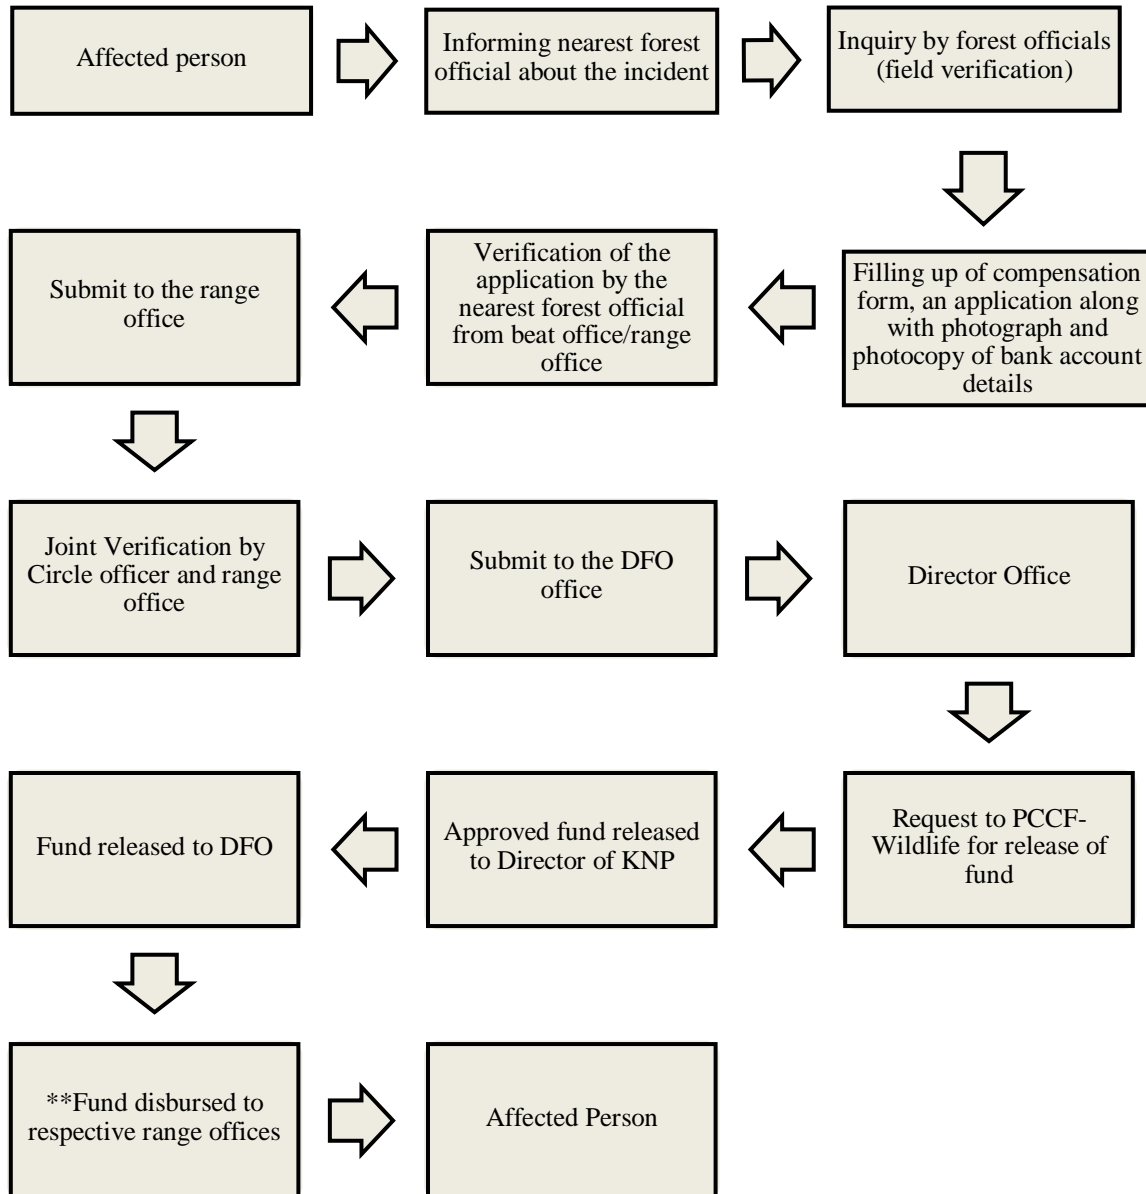 Affected person
Informing nearest forest
official about the incident
Inquiry by forest officials
(field verification)
Filling up of compensation
form, an application along
with photograph and
photocopy of bank account
details
Verification of the
application by the
nearest forest official
from beat office/range
office
Submit to the range
office
Joint Verification by
Circle officer and range
office
Submit to the DFO
office
Director Office
Request to PCCF-
Wildlife for release of
fund
Approved fund released
to Director of KNP
Fund released to DFO
**Fund disbursed to
respective range offices
Affected Person